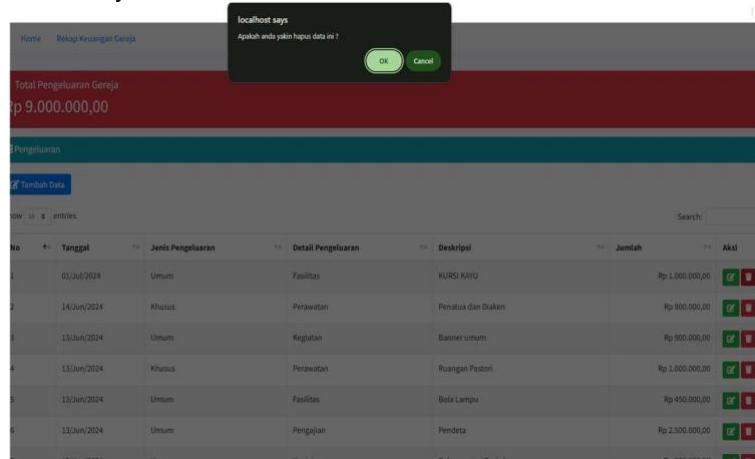 localhost says
Apakah anda yakin hapus data ini ?
OK Cancel
Home Rekap Keuangan Gereja
Total Pengeluaran Gereja
Rp 9.000.000,00
Pengeluaran
Tambah Data
entries Search:
No Tanggal Jenis Pengeluaran Detail Pengeluaran Deskripsi Jumlah Aksi
1 01/Jul/2024 Umum Fasilitas KURSI KAYU Rp 1.000.000,00
2 14/Jun/2024 Khusus Perawatan Penatua dan Diaken Rp 800.000,00
3 13/Jun/2024 Umum Kegiatan Banner umum Rp 900.000,00
4 13/Jun/2024 Khusus Perawatan Ruangan Pastori Rp 1.000.000,00
5 13/Jun/2024 Umum Fasilitas Bola Lampu Rp 450.000,00
6 13/Jun/2024 Umum Pengajian Pendeta Rp 2.500.000,00